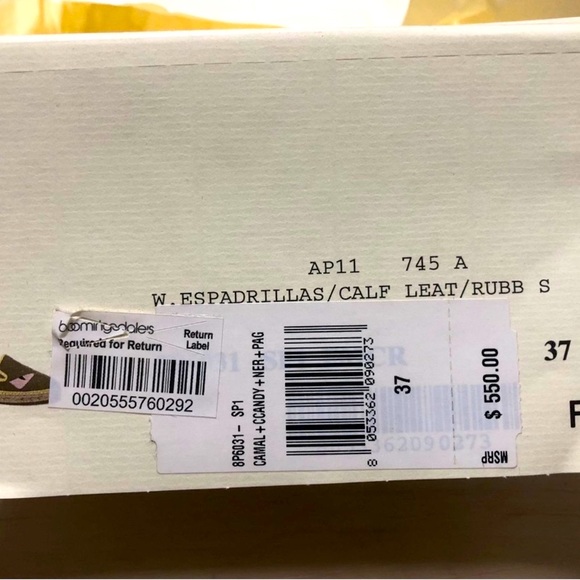 AP11 745 A
W.ESPADRILLAS/CALF LEAT/RUBB S
bloomingdale's
Return
Label
Required for Return
0020555760292
8P6031- SP1
CAMAL+CCANDY+NER+PAG
8 053362 090273
37
$ 550.00
MSRP
37